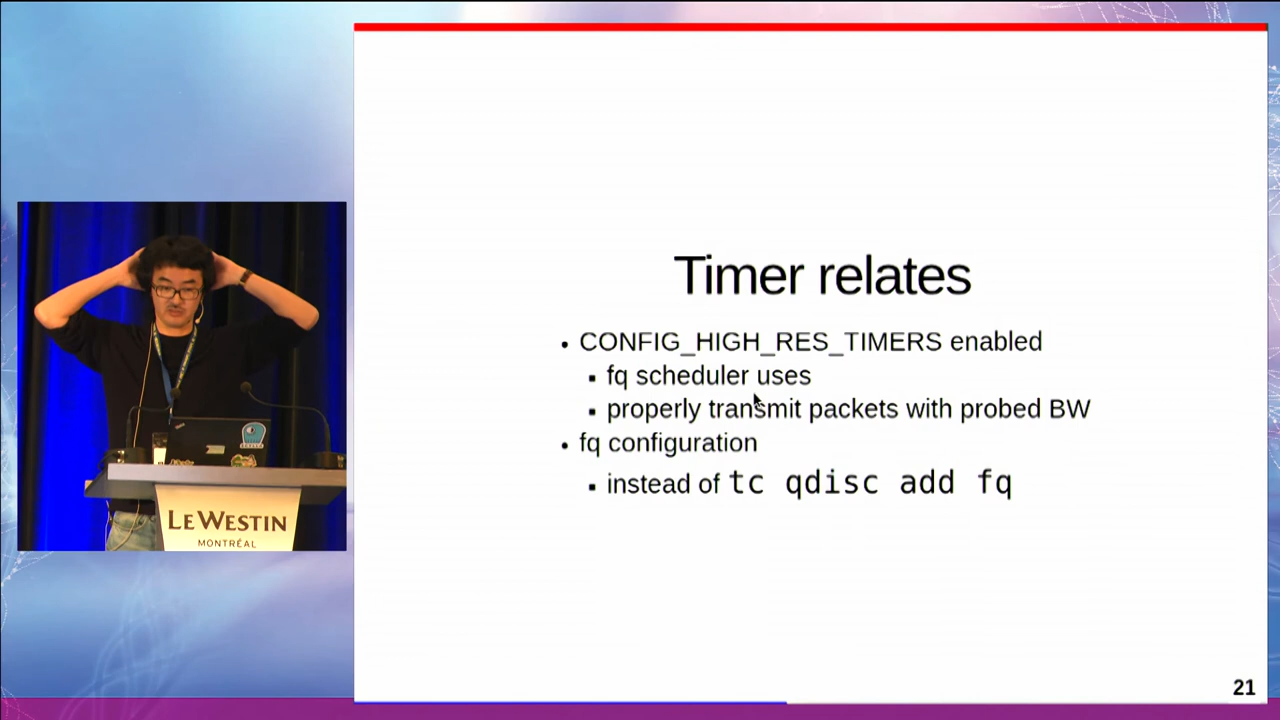 Timer relates
CONFIG_HIGH_RES_TIMERS enabled
fq scheduler uses
properly transmit packets with probed BW
fq configuration
instead of tc qdisc add fq
21
LE WESTIN
MONTRÉAL